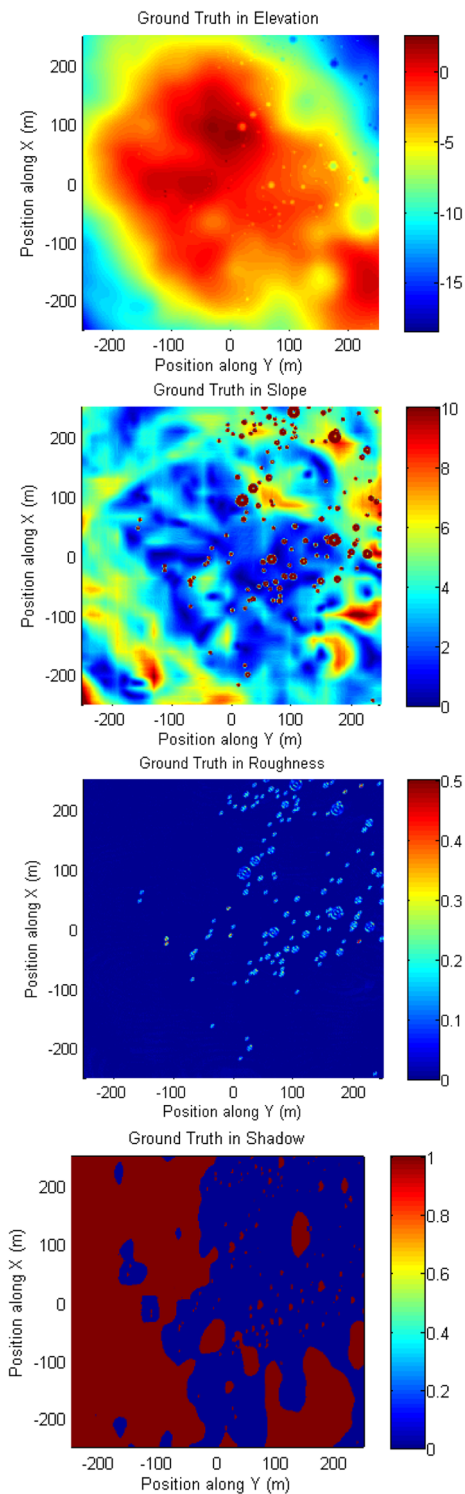 Ground Truth in Elevation
200
100
0
-100
-200
Position along X (m)
-200 -100 0 100 200
Position along Y (m)
0
-5
-10
-15
Ground Truth in Slope
200
100
0
-100
-200
Position along X (m)
-200 -100 0 100 200
Position along Y (m)
10
8
6
4
2
0
Ground Truth in Roughness
200
100
0
-100
-200
Position along X (m)
-200 -100 0 100 200
Position along Y (m)
0.5
0.4
0.3
0.2
0.1
0
Ground Truth in Shadow
200
100
0
-100
-200
Position along X (m)
-200 -100 0 100 200
Position along Y (m)
1
0.8
0.6
0.4
0.2
0